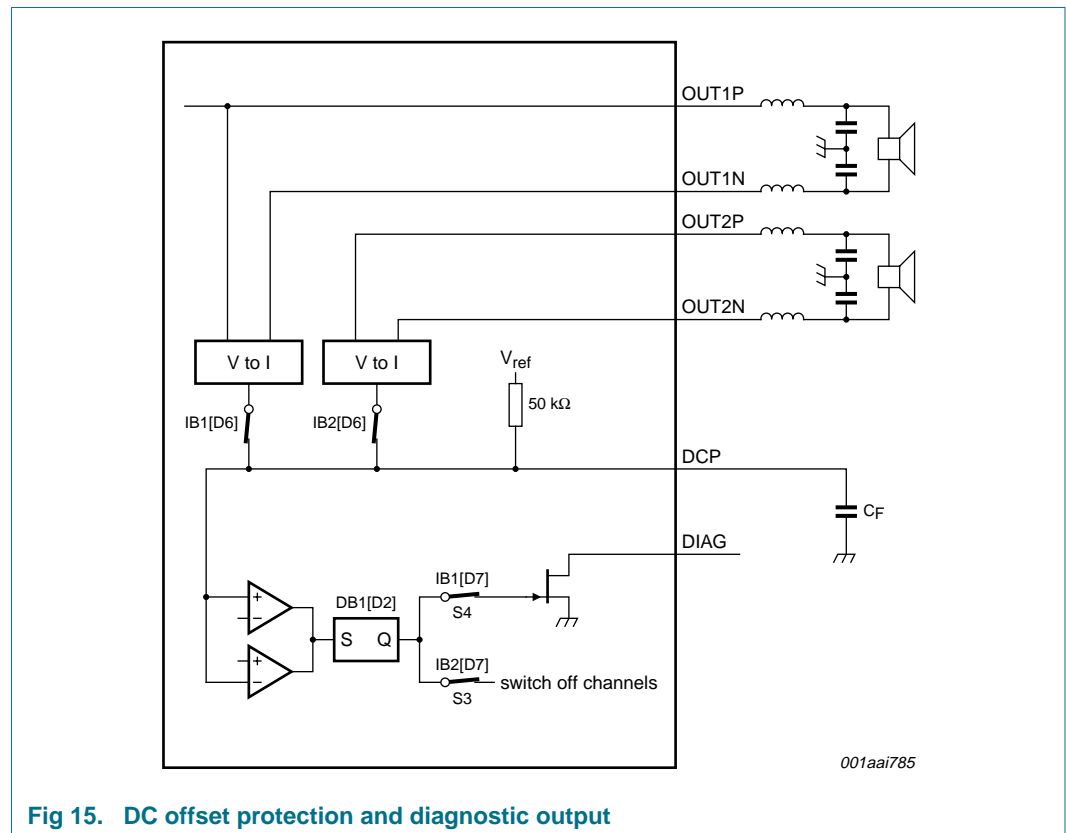 OUT1P
OUT1N
OUT2P
OUT2N
V to I
V to I
Vref
50 kΩ
IB1[D6]
IB2[D6]
DCP
CF
DIAG
IB1[D7]
DB1[D2]
+
−
S4
S Q
+
−
IB2[D7]
switch off channels
S3
001aai785
Fig 15. DC offset protection and diagnostic output